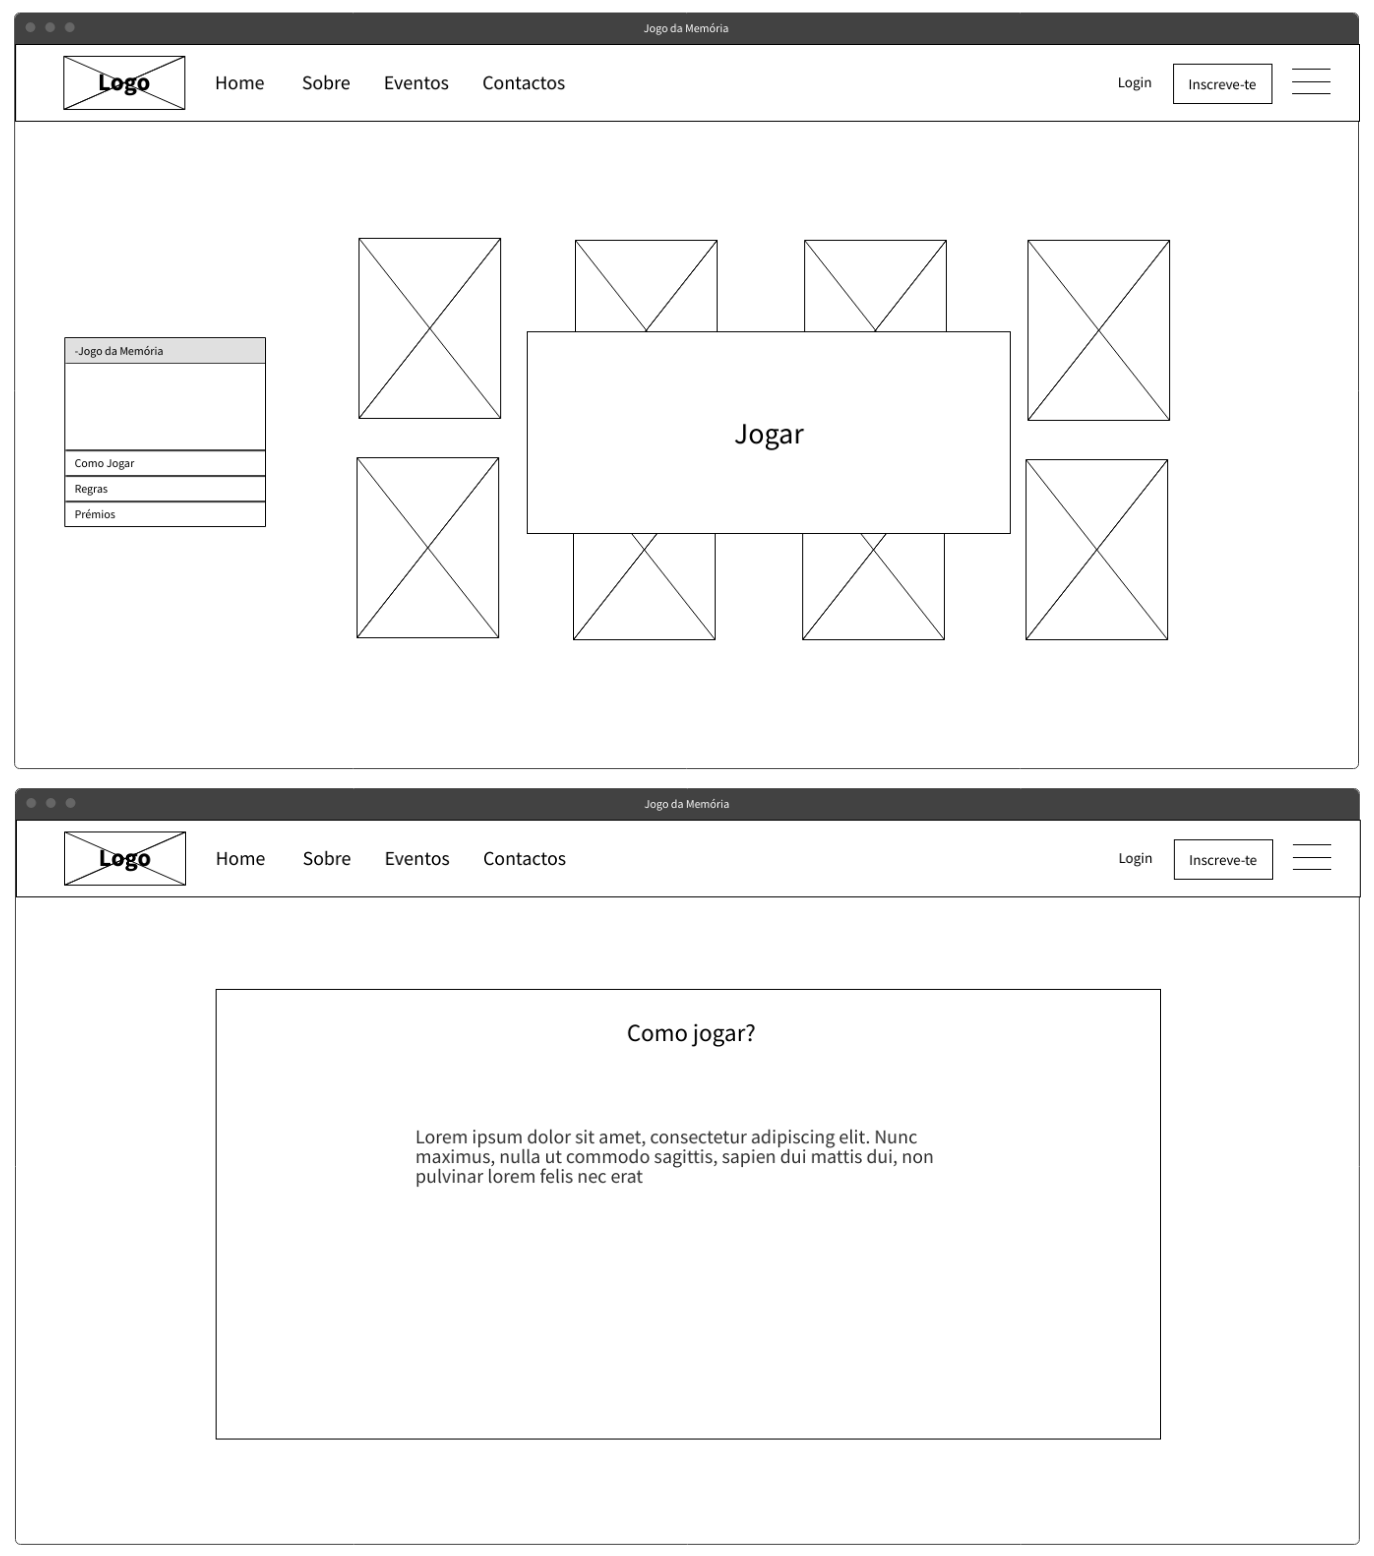 Jogo da Memória
Logo Home Sobre Eventos Contactos Login Inscreve-te
-Jogo da Memória
Como Jogar
Regras
Prémios
Jogar
Jogo da Memória
Logo Home Sobre Eventos Contactos Login Inscreve-te
Como jogar?
Lorem ipsum dolor sit amet, consectetur adipiscing elit. Nunc
maximus, nulla ut commodo sagittis, sapien dui mattis dui, non
pulvinar lorem felis nec erat